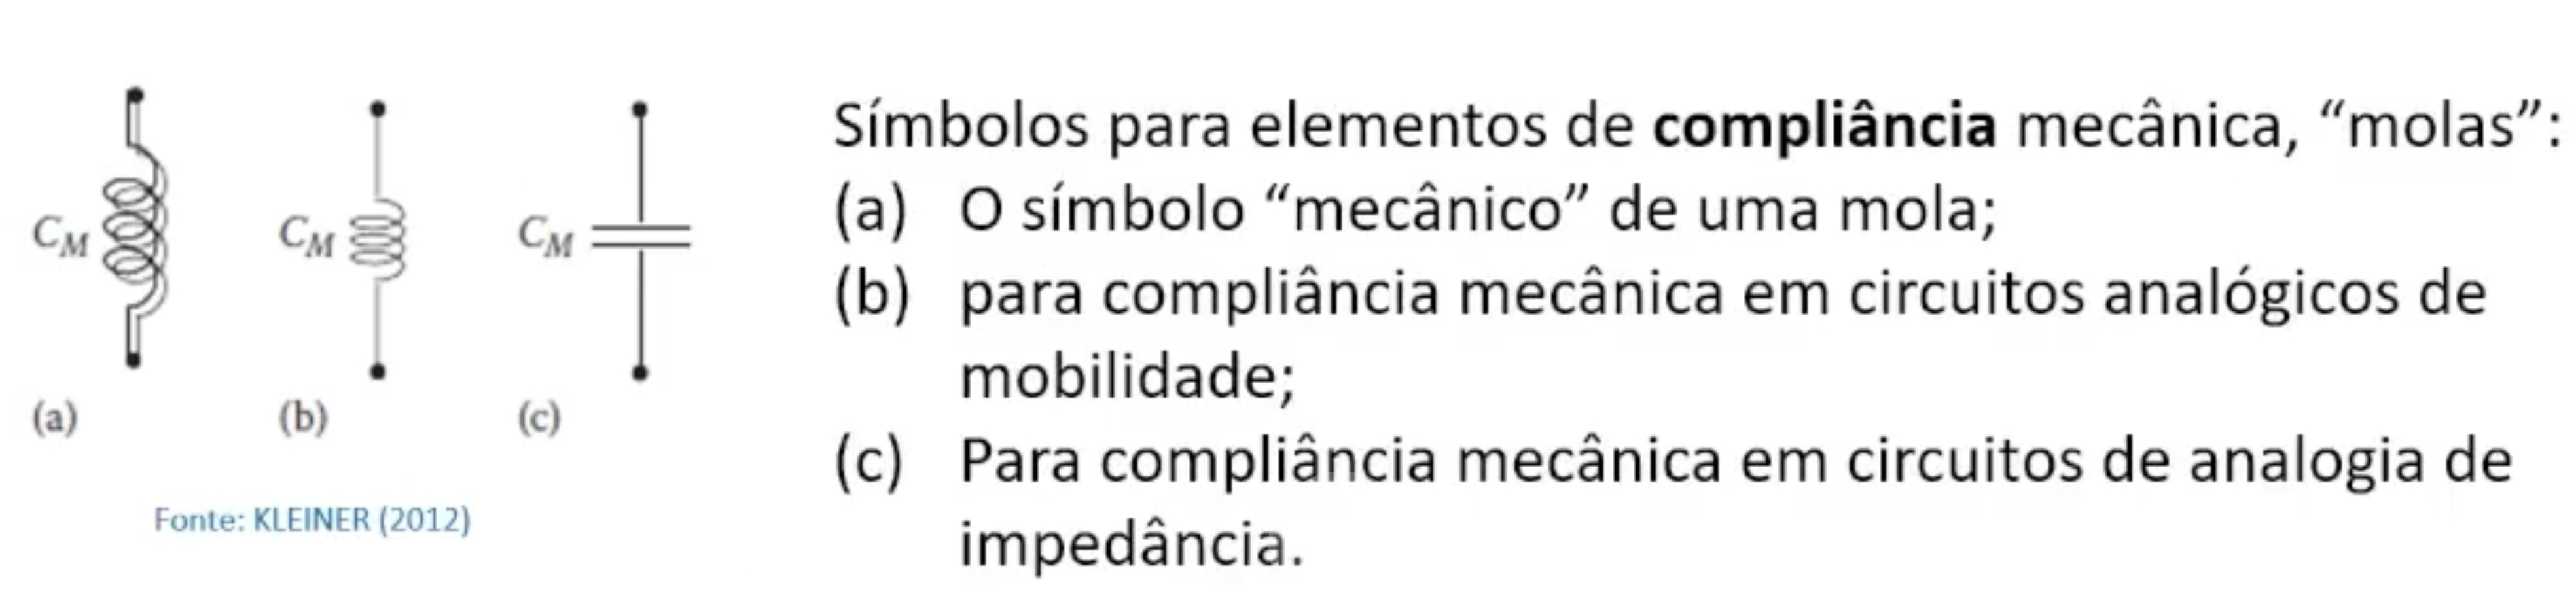 C_M
C_M
C_M
(a)
(b)
(c)
Fonte: KLEINER (2012)
Símbolos para elementos de compliância mecânica, “molas”:
(a) O símbolo “mecânico” de uma mola;
(b) para compliância mecânica em circuitos analógicos de
mobilidade;
(c) Para compliância mecânica em circuitos de analogia de
impedância.